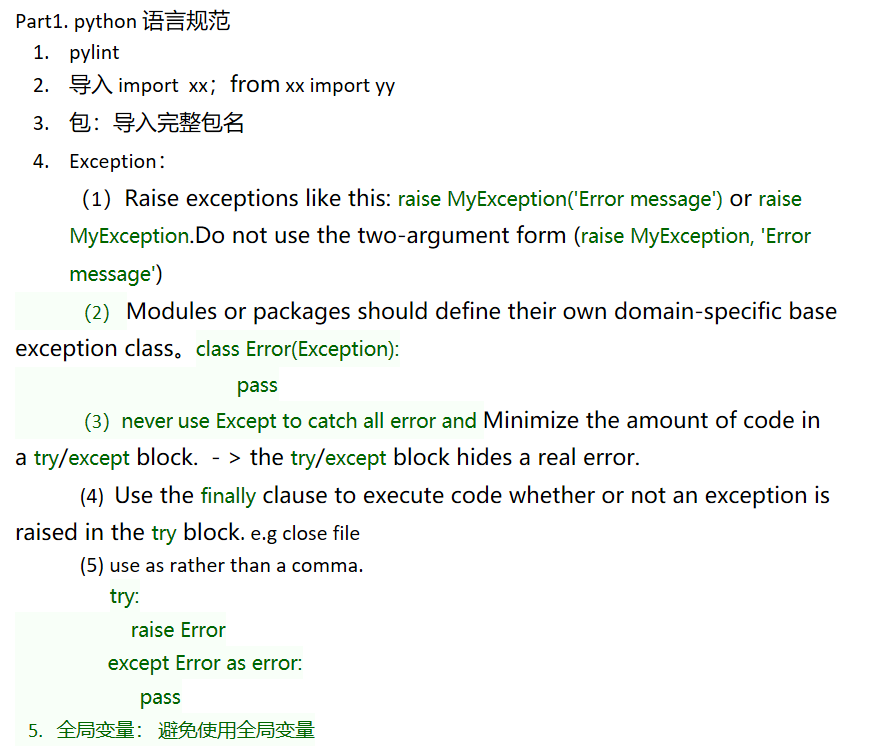 Part1. python 语言规范
1. pylint
2. 导入 import xx；from xx import yy
3. 包：导入完整包名
4. Exception：
（1）Raise exceptions like this: raise MyException('Error message') or raise
MyException.Do not use the two-argument form (raise MyException, 'Error
message')
（2） Modules or packages should define their own domain-specific base
exception class。class Error(Exception):
pass
（3）never use Except to catch all error and Minimize the amount of code in
a try/except block. - > the try/except block hides a real error.
(4) Use the finally clause to execute code whether or not an exception is
raised in the try block. e.g close file
(5) use as rather than a comma.
try:
raise Error
except Error as error:
pass
5. 全局变量： 避免使用全局变量